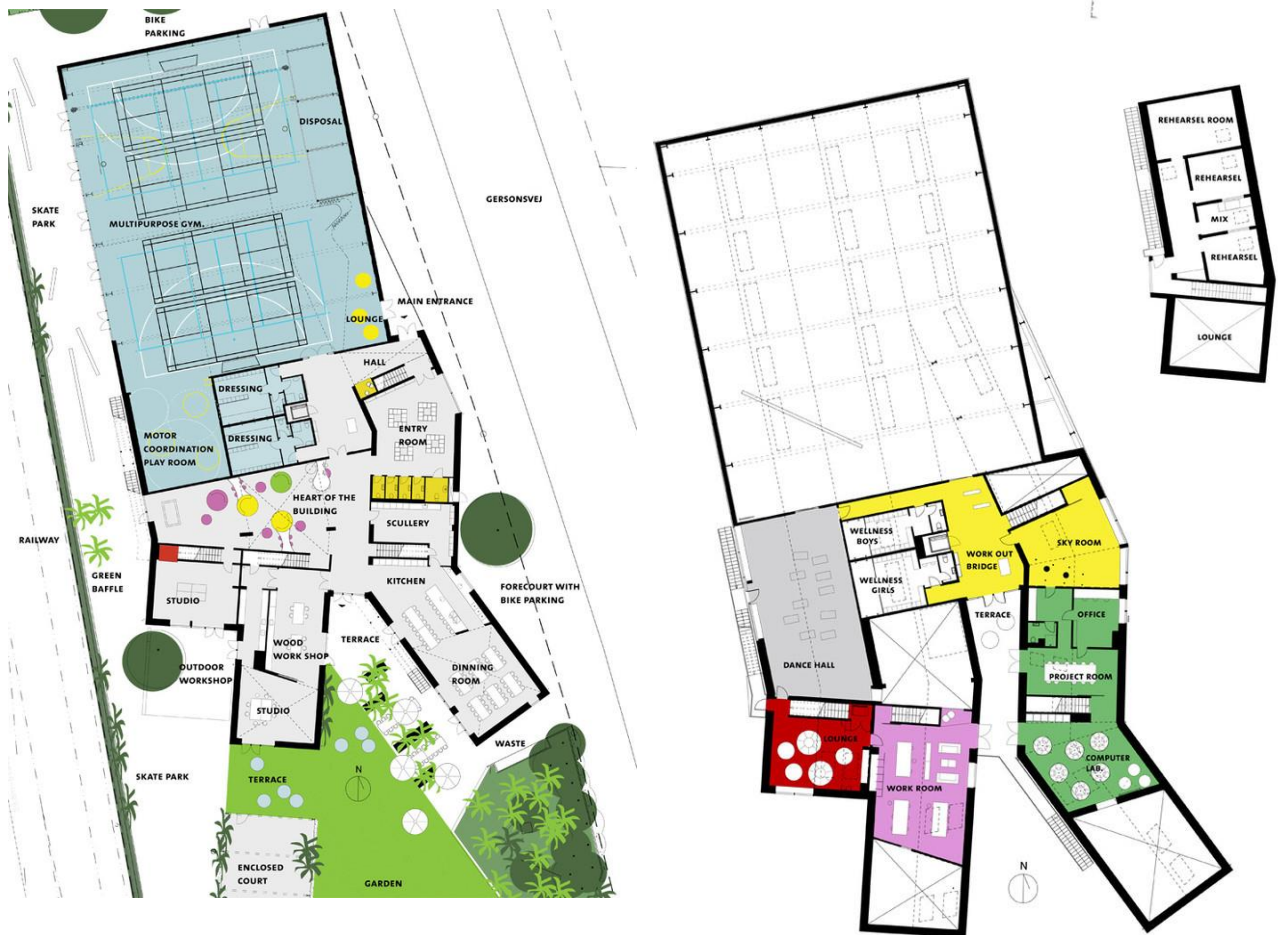 BIKE
PARKING
DISPOSAL
SKATE
PARK
MULTIPURPOSE GYM.
GERSONSVEJ
MAIN ENTRANCE
LOUNGE
HALL
DRESSING
DRESSING
ENTRY
ROOM
MOTOR
COORDINATION
PLAY ROOM
HEART OF THE
BUILDING
SCULLERY
RAILWAY
GREEN
BAFFLE
KITCHEN
FORECOURT WITH
BIKE PARKING
STUDIO
TERRACE
WOOD
WORK SHOP
OUTDOOR
WORKSHOP
DINNING
ROOM
STUDIO
WASTE
SKATE PARK
TERRACE
N
ENCLOSED
COURT
GARDEN
REHEARSEL ROOM
REHEARSEL
MIX
REHEARSEL
LOUNGE
WELLNESS
BOYS
WORK OUT
BRIDGE
SKY ROOM
WELLNESS
GIRLS
TERRACE
OFFICE
DANCE HALL
PROJECT ROOM
LOUNGE
COMPUTER
LAB.
WORK ROOM
N